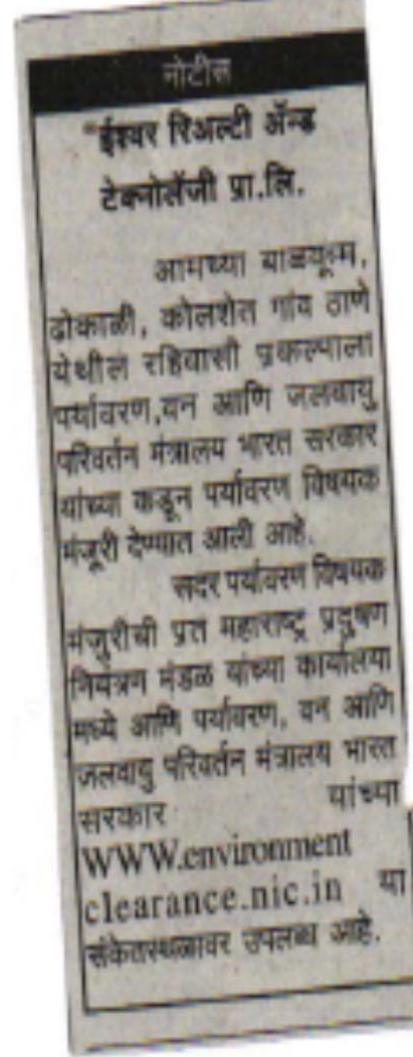 नोटीस
"ईश्वर रिअल्टी ॲन्ड
टेक्नोलॅजी प्रा.लि.
आमच्या
ढोकाळी, कोलशेत गांव ठाणे
येथील रहिवासी प्रकल्पाला
पर्यावरण,वन आणि जलवायु
परिवर्तन मंत्रालय भारत सरकार
यांच्या कडून पर्यावरण विषयक
मंजूरी देण्यात आली आहे.
सदर पर्यावरण विषयक
मंजुरीची प्रत महाराष्ट्र प्रदुषण
नियंत्रण मंडळ यांच्या कार्यालया
मध्ये आणि पर्यावरण, वन आणि
जलवायु परिवर्तन मंत्रालय भारत
सरकार यांच्या
WWW.environment
clearance.nic.in या
संकेतस्थळावर उपलब्ध आहे.